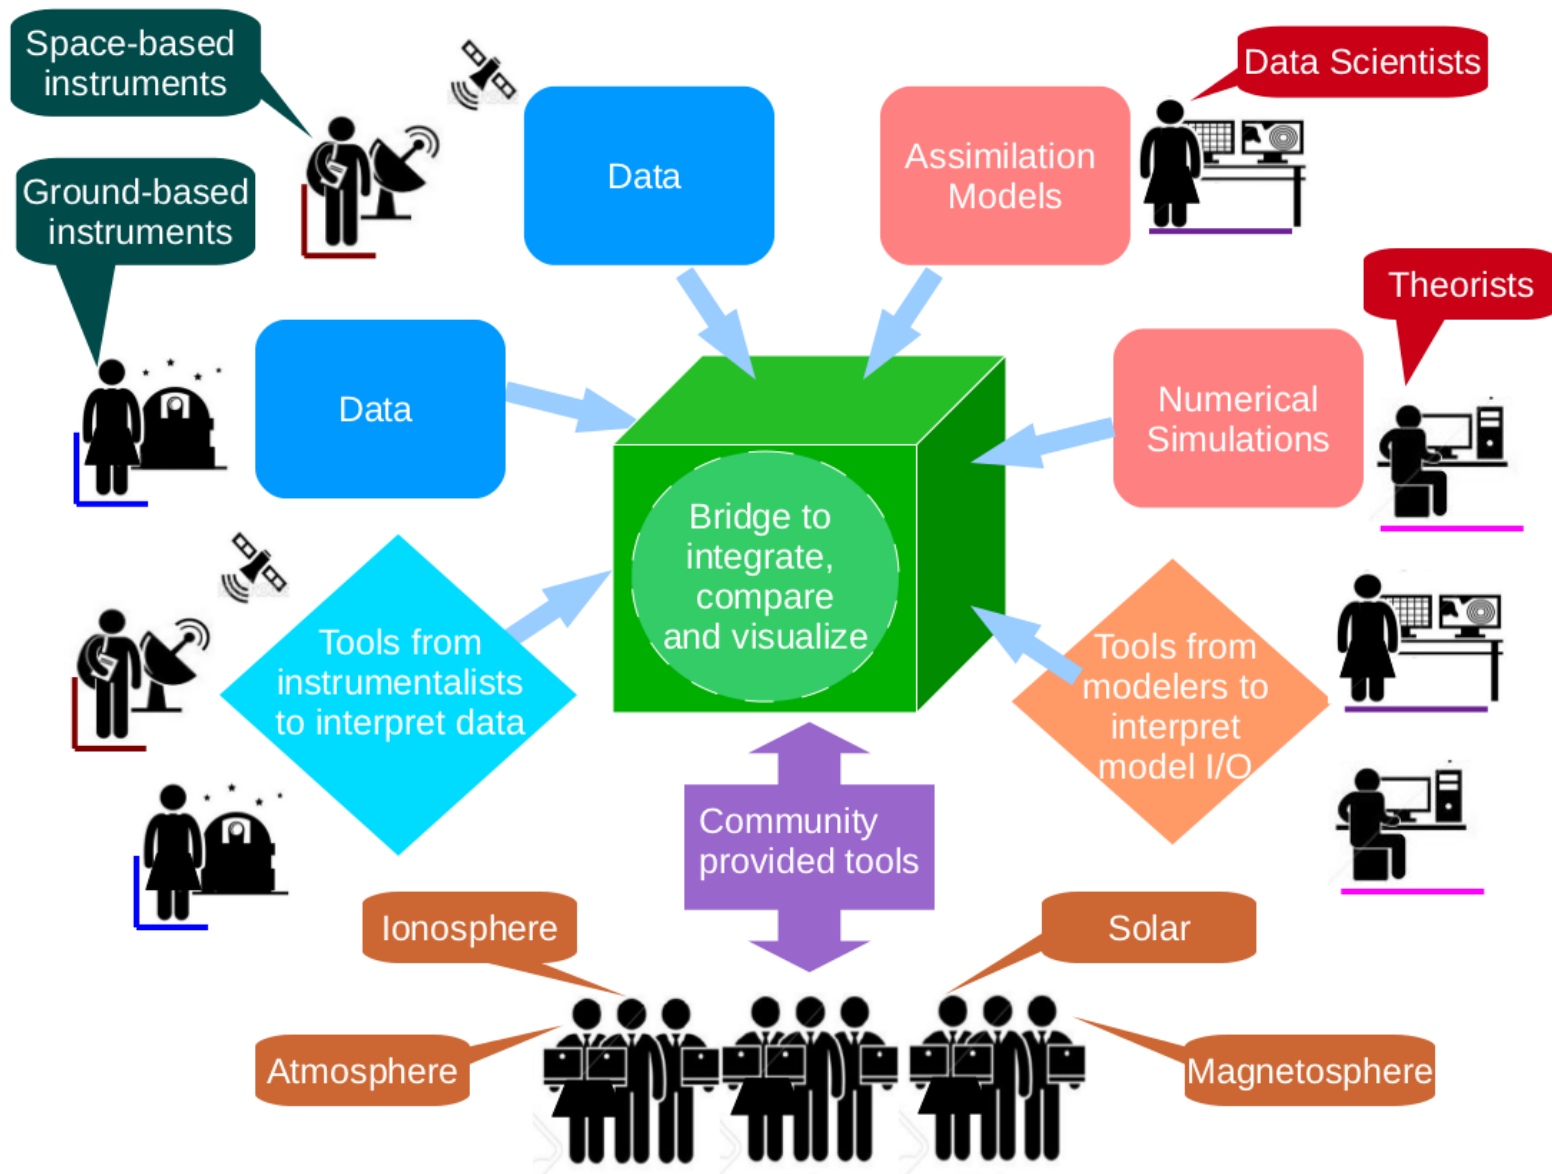 Space-based
instruments
Data Scientists
Data
Assimilation
Models
Ground-based
instruments
Theorists
Data
Numerical
Simulations
Bridge to
integrate,
compare
and visualize
Tools from
instrumentalists
to interpret data
Tools from
modelers to
interpret
model I/O
Community
provided tools
Ionosphere
Solar
Atmosphere
Magnetosphere